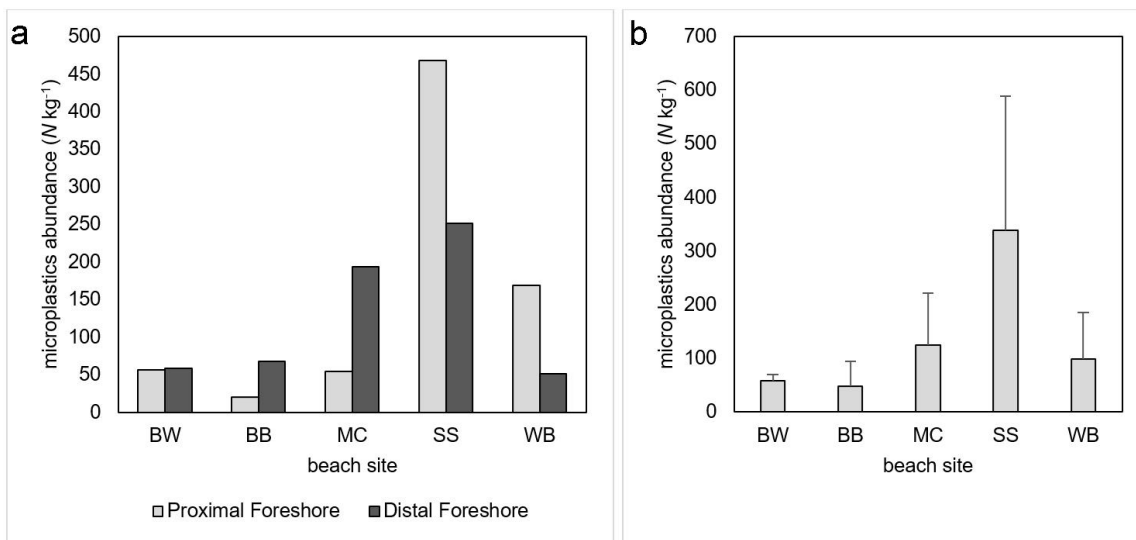 a
microplastics abundance (N kg⁻¹)
500
450
400
350
300
250
200
150
100
50
0
BW BB MC SS WB
beach site
Proximal Foreshore Distal Foreshore
b
microplastics abundance (N kg⁻¹)
700
600
500
400
300
200
100
0
BW BB MC SS WB
beach site